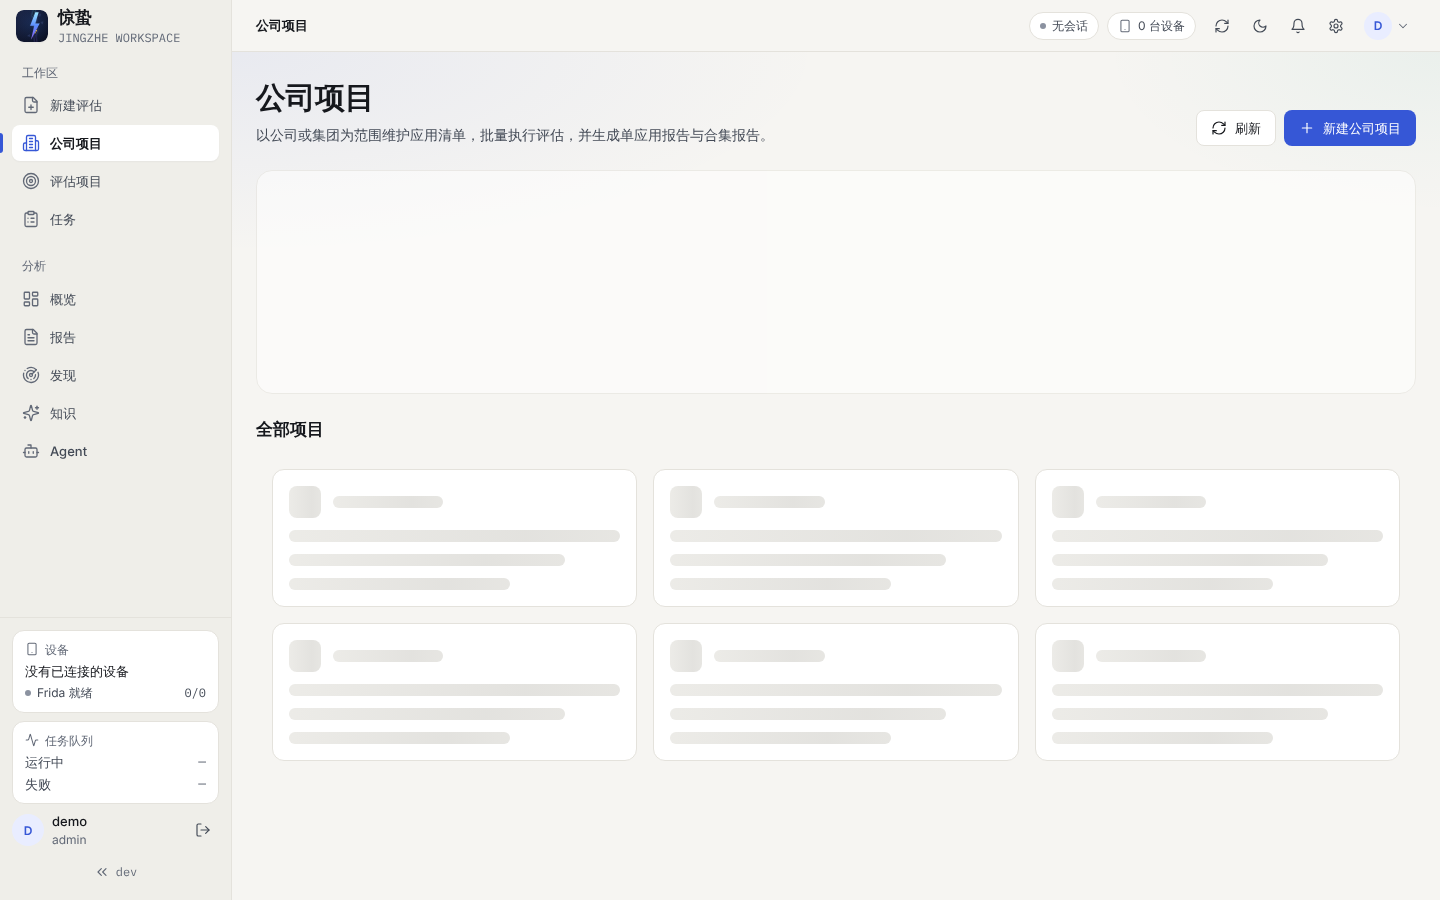 惊蛰
JINGZHE WORKSPACE
工作区
新建评估
公司项目
评估项目
任务
分析
概览
报告
发现
知识
Agent
设备
没有已连接的设备
Frida 就绪 0/0
任务队列
运行中 —
失败 —
D
demo
admin
dev
公司项目
无会话
0 台设备
D
公司项目
以公司或集团为范围维护应用清单，批量执行评估，并生成单应用报告与合集报告。
刷新
新建公司项目
全部项目